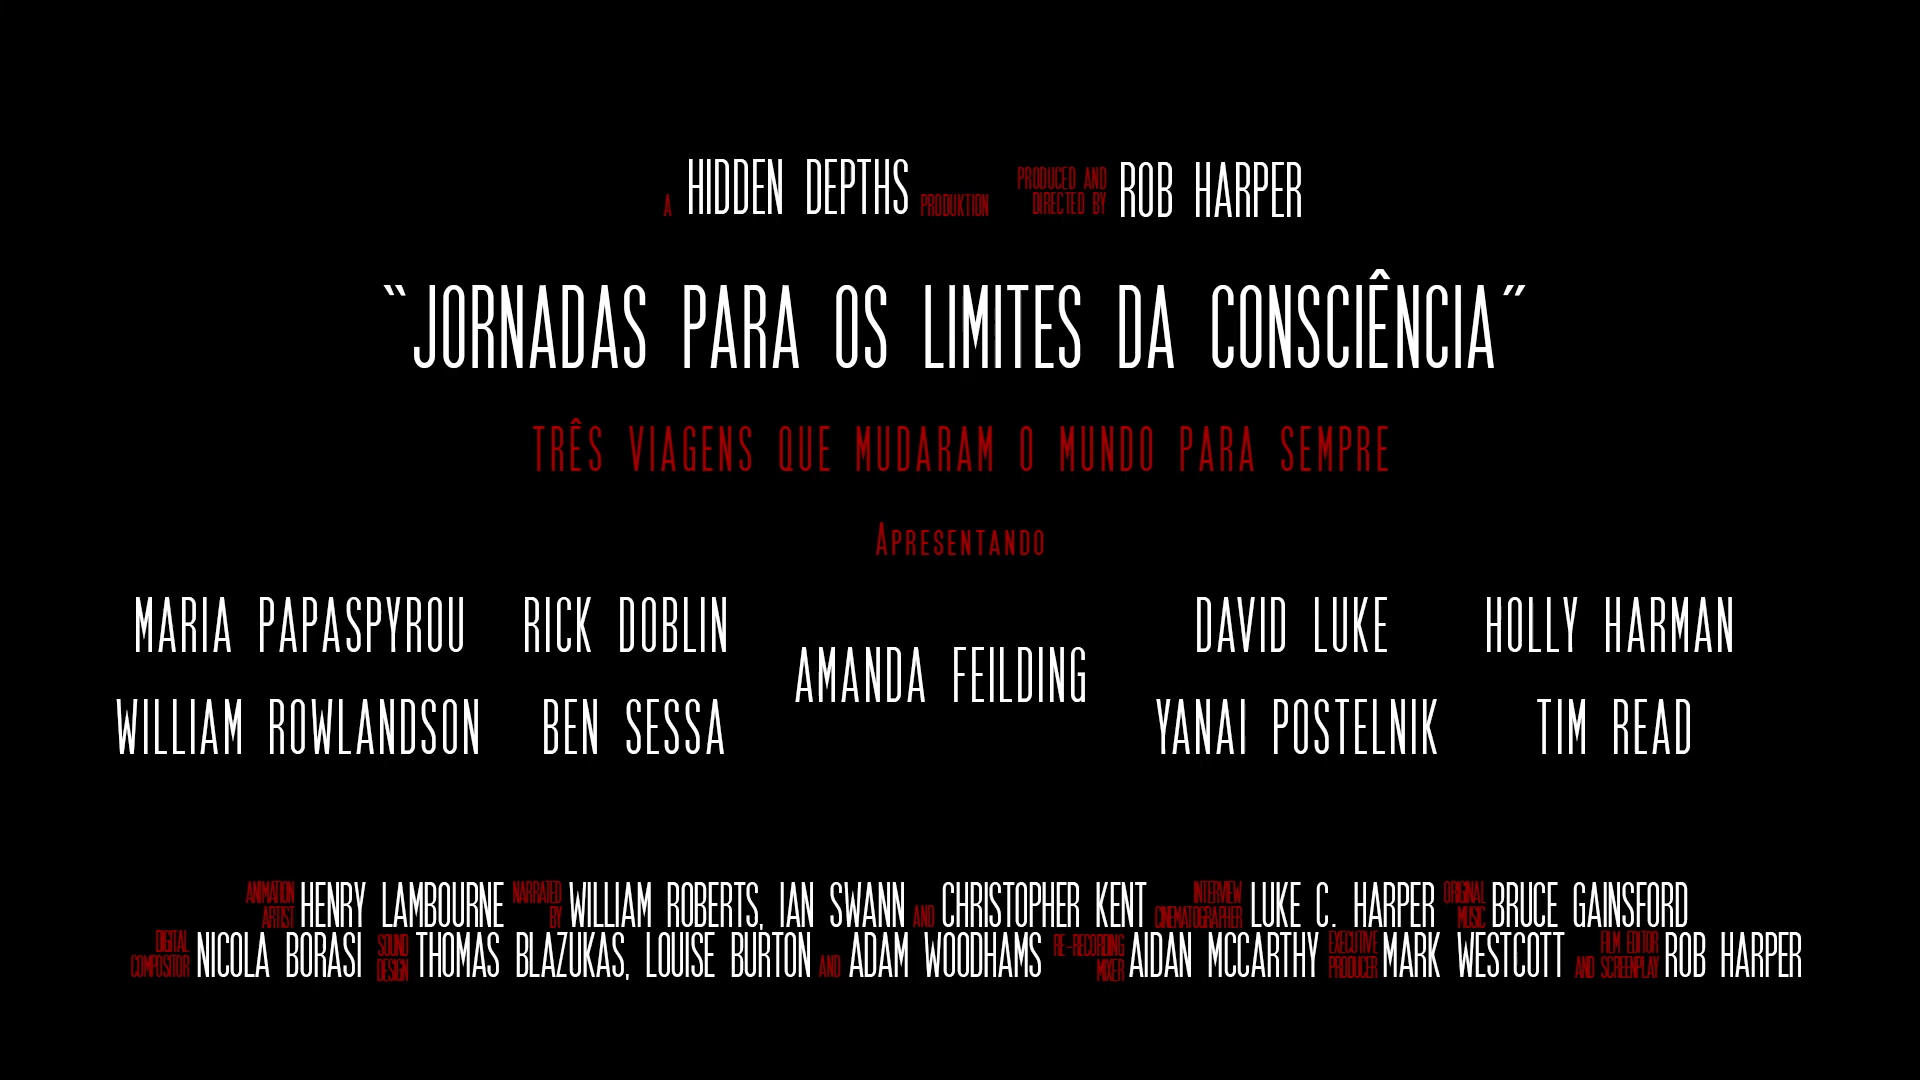 A HIDDEN DEPTHS PRODUKTION PRODUCED AND DIRECTED BY ROB HARPER
“JORNADAS PARA OS LIMITES DA CONSCIÊNCIA”
TRÊS VIAGENS QUE MUDARAM O MUNDO PARA SEMPRE
APRESENTANDO
MARIA PAPASPYROU RICK DOBLIN DAVID LUKE HOLLY HARMAN
AMANDA FEILDING
WILLIAM ROWLANDSON BEN SESSA YANAI POSTELNIK TIM READ
ANIMATION ARTIST HENRY LAMBOURNE NARRATED BY WILLIAM ROBERTS, IAN SWANN AND CHRISTOPHER KENT INTERVIEW CINEMATOGRAPHER LUKE C. HARPER ORIGINAL MUSIC BRUCE GAINSFORD
DIGITAL COMPOSITOR NICOLA BORASI SOUND DESIGN THOMAS BLAZUKAS, LOUISE BURTON AND ADAM WOODHAMS RE-RECORDING MIXER AIDAN MCCARTHY EXECUTIVE PRODUCER MARK WESTCOTT FILM EDITOR AND SCREENPLAY ROB HARPER